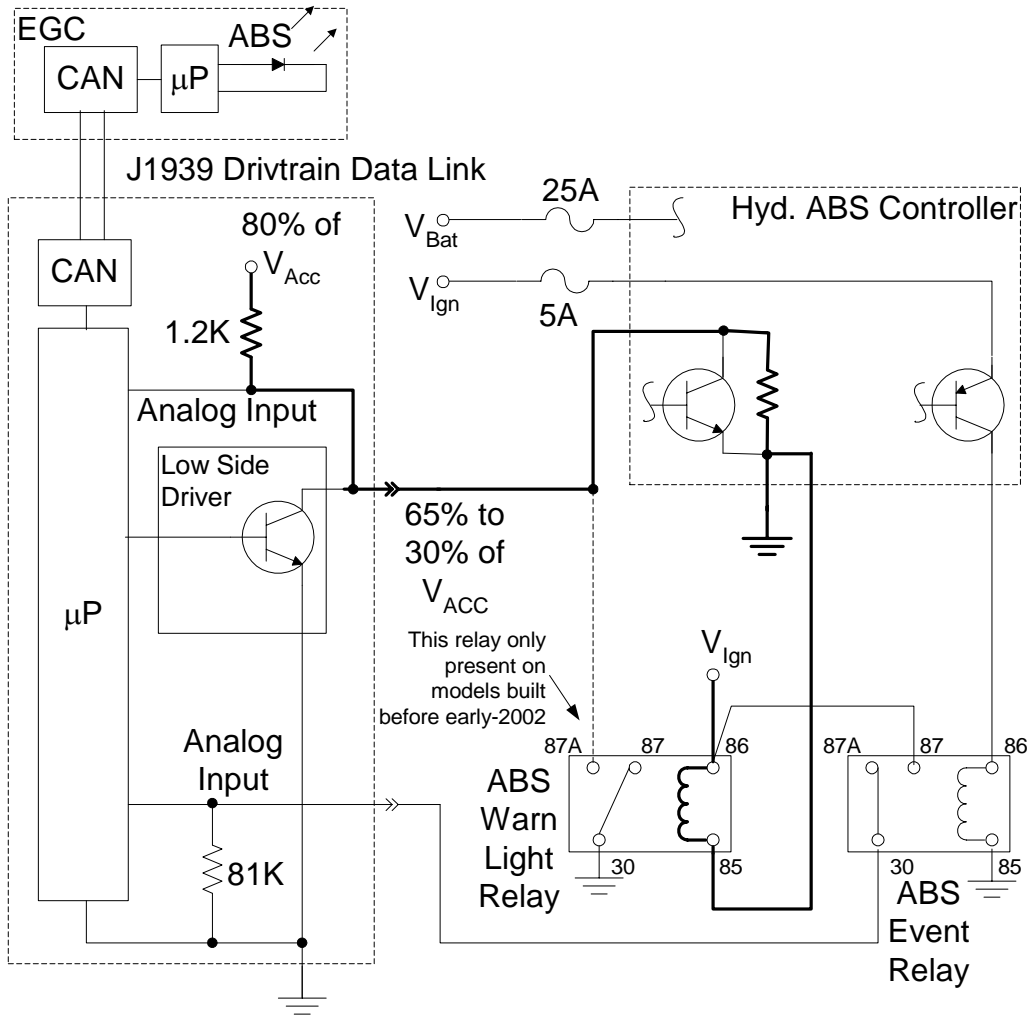 EGC
ABS
CAN
μP
J1939 Drivtrain Data Link
80% of
V_Acc
CAN
1.2K
Analog Input
Low Side
Driver
μP
65% to
30% of
V_ACC
25A
V_Bat
V_Ign
5A
Hyd. ABS Controller
This relay only
present on
models built
before early-2002
V_Ign
Analog
Input
81K
87A
87
86
ABS
Warn
Light
Relay
30
85
87A
87
86
30
85
ABS
Event
Relay